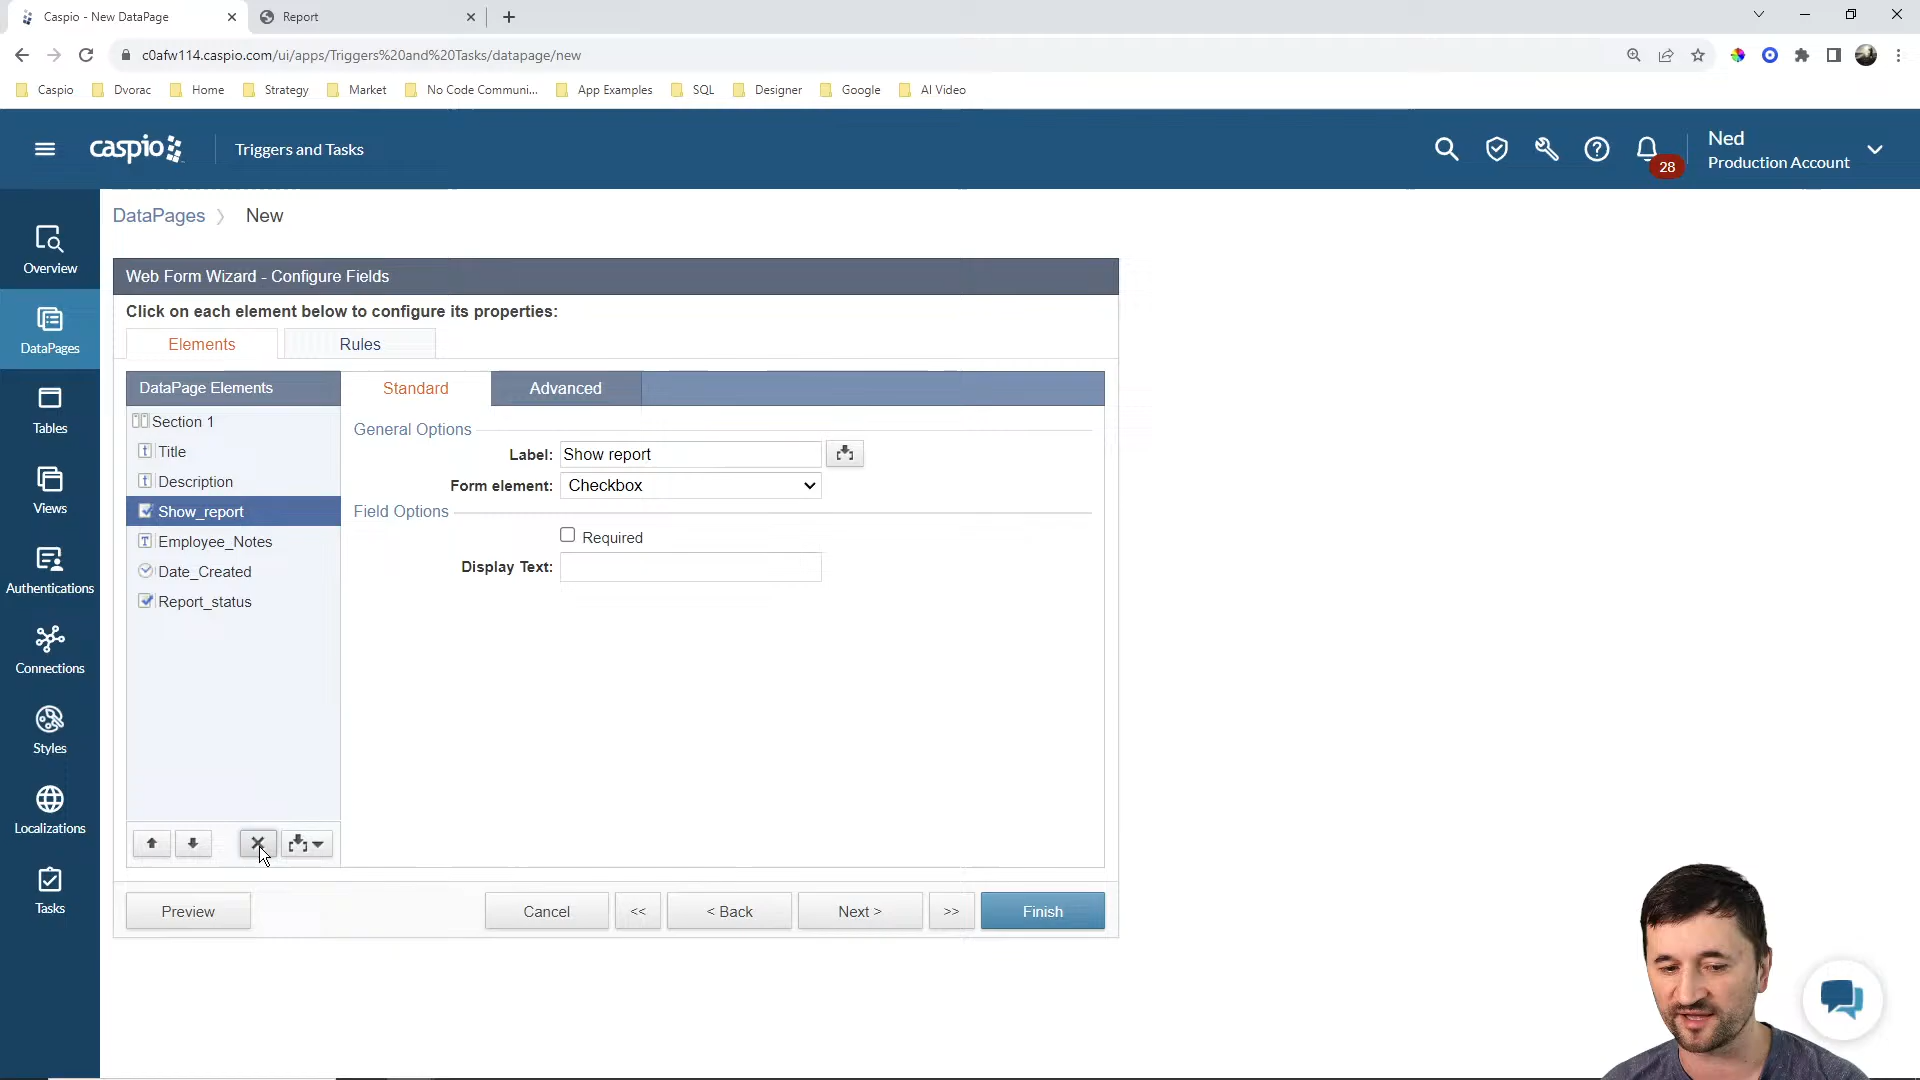 Caspio - New DataPage
Report
c0afw114.caspio.com/ui/apps/Triggers%20and%20Tasks/datapage/new
Caspio
Dvorac
Home
Strategy
Market
No Code Communi...
App Examples
SQL
Designer
Google
AI Video
caspio
Triggers and Tasks
28
Ned
Production Account
Overview
DataPages
Tables
Views
Authentications
Connections
Styles
Localizations
Tasks
DataPages
New
Web Form Wizard - Configure Fields
Click on each element below to configure its properties:
Elements
Rules
DataPage Elements
Standard
Advanced
Section 1
Title
Description
Show_report
Employee_Notes
Date_Created
Report_status
General Options
Label: Show report
Form element: Checkbox
Field Options
Required
Display Text:
Preview
Cancel
<<
< Back
Next >
>>
Finish